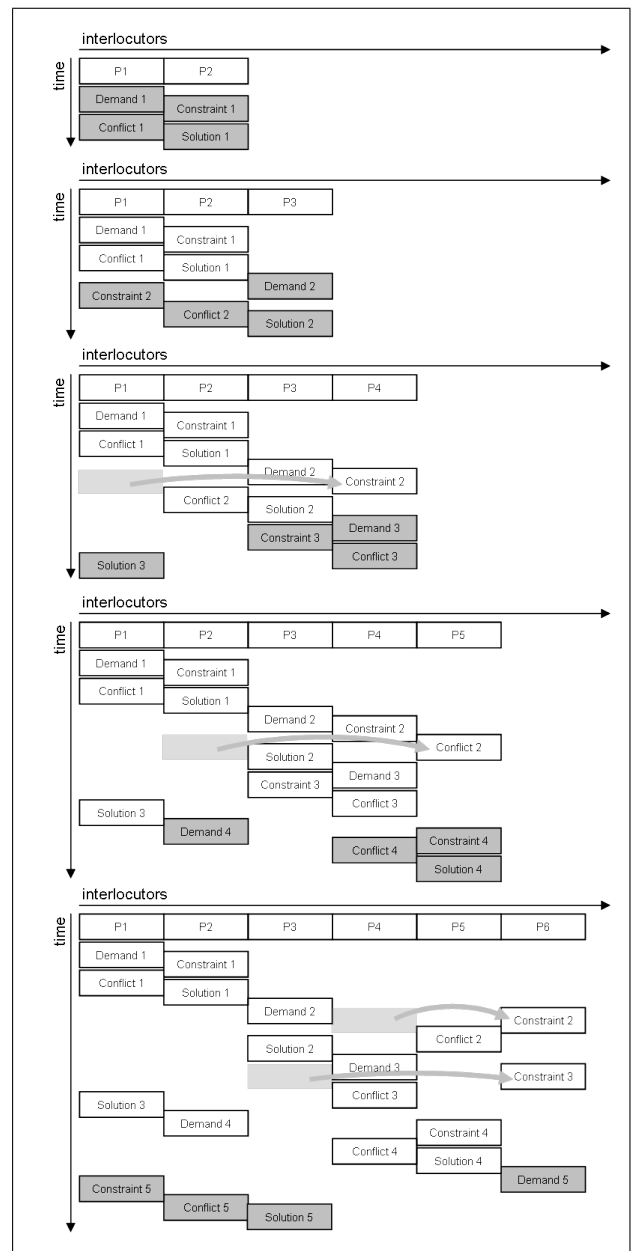 interlocutors
time
P1 P2
Demand 1
Constraint 1
Conflict 1
Solution 1
interlocutors
time
P1 P2 P3
Demand 1
Constraint 1
Conflict 1
Solution 1
Demand 2
Constraint 2
Conflict 2
Solution 2
interlocutors
time
P1 P2 P3 P4
Demand 1
Constraint 1
Conflict 1
Solution 1
Demand 2
Constraint 2
Conflict 2
Solution 2
Demand 3
Constraint 3
Conflict 3
Solution 3
interlocutors
time
P1 P2 P3 P4 P5
Demand 1
Constraint 1
Conflict 1
Solution 1
Demand 2
Constraint 2
Conflict 2
Solution 2
Demand 3
Constraint 3
Conflict 3
Solution 3
Demand 4
Constraint 4
Conflict 4
Solution 4
interlocutors
time
P1 P2 P3 P4 P5 P6
Demand 1
Constraint 1
Conflict 1
Solution 1
Demand 2
Constraint 2
Conflict 2
Solution 2
Demand 3
Constraint 3
Conflict 3
Solution 3
Demand 4
Constraint 4
Conflict 4
Solution 4
Demand 5
Constraint 5
Conflict 5
Solution 5